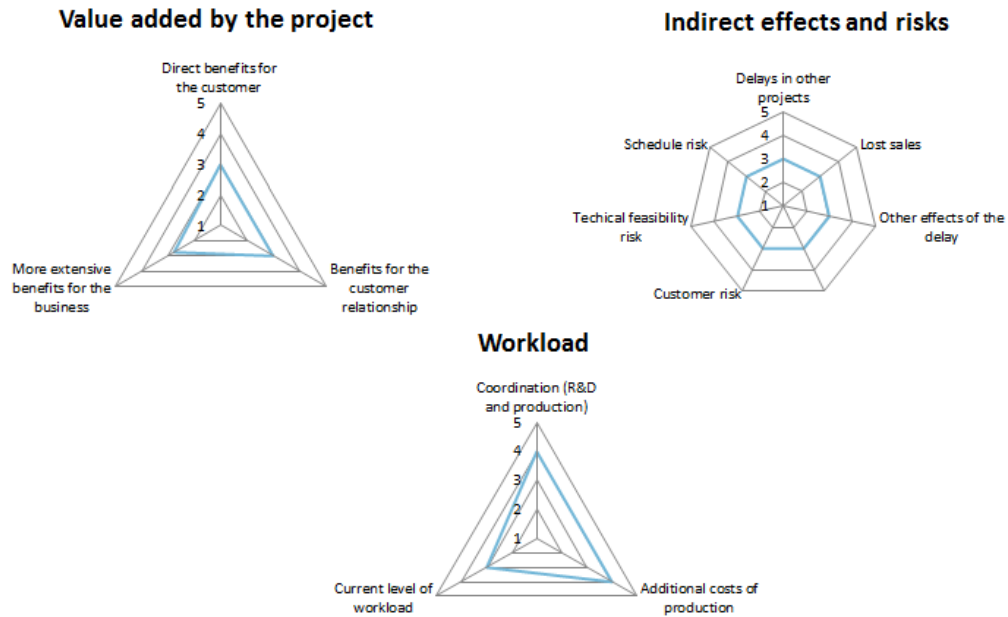 Value added by the project
Direct benefits for
the customer
5
4
3
2
1
More extensive
benefits for the
business
Benefits for the
customer
relationship
Indirect effects and risks
Delays in other
projects
5
4
3
2
1
Schedule risk
Lost sales
Techical feasibility
risk
Other effects of the
delay
Customer risk
Workload
Coordination (R&D
and production)
5
4
3
2
1
Current level of
workload
Additional costs of
production